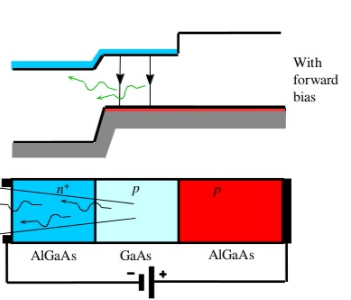 With
forward
bias
n+ p p
AlGaAs GaAs AlGaAs
− +